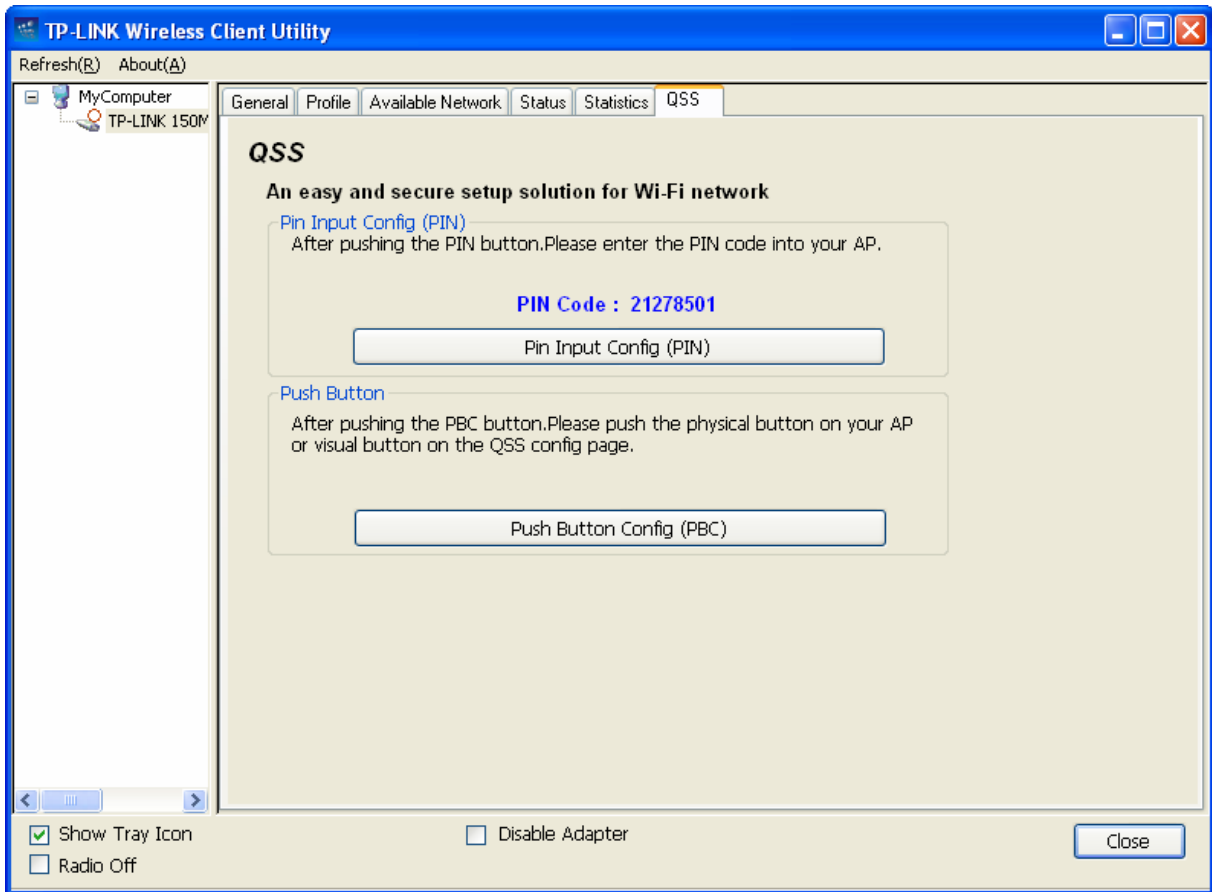 TP-LINK Wireless Client Utility
Refresh(R) About(A)
MyComputer
TP-LINK 150M
General Profile Available Network Status Statistics QSS
QSS
An easy and secure setup solution for Wi-Fi network
Pin Input Config (PIN)
After pushing the PIN button.Please enter the PIN code into your AP.
PIN Code : 21278501
Pin Input Config (PIN)
Push Button
After pushing the PBC button.Please push the physical button on your AP
or visual button on the QSS config page.
Push Button Config (PBC)
Show Tray Icon
Disable Adapter
Close
Radio Off